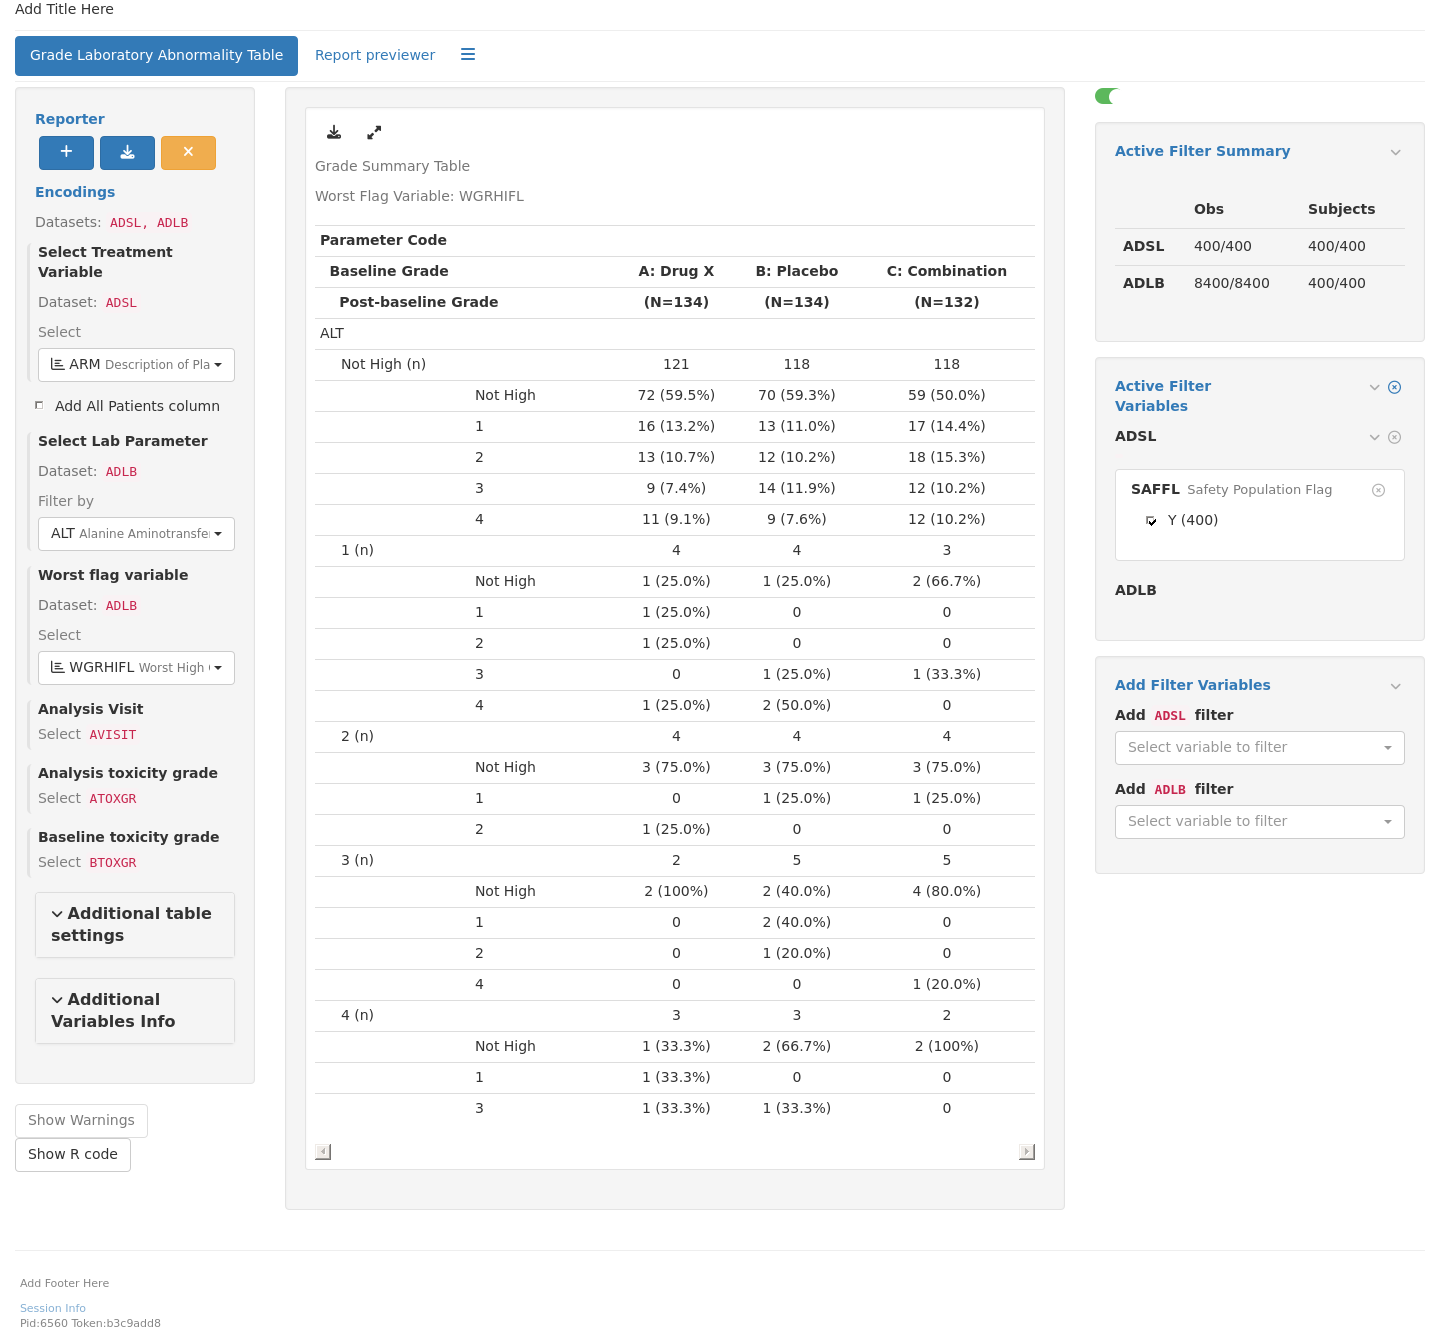 Add Title Here
Grade Laboratory Abnormality Table
Report previewer
Reporter
Encodings
Datasets: ADSL, ADLB
Select Treatment
Variable
Dataset: ADSL
Select
ARM Description of Pla
Add All Patients column
Select Lab Parameter
Dataset: ADLB
Filter by
ALT Alanine Aminotransfe
Worst flag variable
Dataset: ADLB
Select
WGRHIFL Worst High
Analysis Visit
Select AVISIT
Analysis toxicity grade
Select ATOXGR
Baseline toxicity grade
Select BTOXGR
Additional table
settings
Additional
Variables Info
Show Warnings
Show R code
Grade Summary Table
Worst Flag Variable: WGRHIFL
Parameter Code
Baseline Grade A: Drug X B: Placebo C: Combination
Post-baseline Grade (N=134) (N=134) (N=132)
ALT
Not High (n) 121 118 118
Not High 72 (59.5%) 70 (59.3%) 59 (50.0%)
1 16 (13.2%) 13 (11.0%) 17 (14.4%)
2 13 (10.7%) 12 (10.2%) 18 (15.3%)
3 9 (7.4%) 14 (11.9%) 12 (10.2%)
4 11 (9.1%) 9 (7.6%) 12 (10.2%)
1 (n) 4 4 3
Not High 1 (25.0%) 1 (25.0%) 2 (66.7%)
1 1 (25.0%) 0 0
2 1 (25.0%) 0 0
3 0 1 (25.0%) 1 (33.3%)
4 1 (25.0%) 2 (50.0%) 0
2 (n) 4 4 4
Not High 3 (75.0%) 3 (75.0%) 3 (75.0%)
1 0 1 (25.0%) 1 (25.0%)
2 1 (25.0%) 0 0
3 (n) 2 5 5
Not High 2 (100%) 2 (40.0%) 4 (80.0%)
1 0 2 (40.0%) 0
2 0 1 (20.0%) 0
4 0 0 1 (20.0%)
4 (n) 3 3 2
Not High 1 (33.3%) 2 (66.7%) 2 (100%)
1 1 (33.3%) 0 0
3 1 (33.3%) 1 (33.3%) 0
Active Filter Summary
Obs Subjects
ADSL 400/400 400/400
ADLB 8400/8400 400/400
Active Filter
Variables
ADSL
SAFFL Safety Population Flag
Y (400)
ADLB
Add Filter Variables
Add ADSL filter
Select variable to filter
Add ADLB filter
Select variable to filter
Add Footer Here
Session Info
Pid:6560 Token:b3c9add8